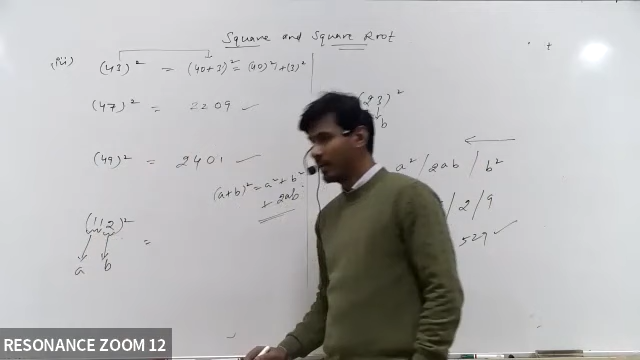 Square and Square Root
(iii) (43)² = (40+3)² = (40)² + (3)²
(47)² = 2209
(49)² = 2401
(a+b)² = a² + b²
+ 2ab
(112)² =
a b
(23)²
b
a² / 2ab / b²
/ 2 / 9
529
RESONANCE ZOOM 12